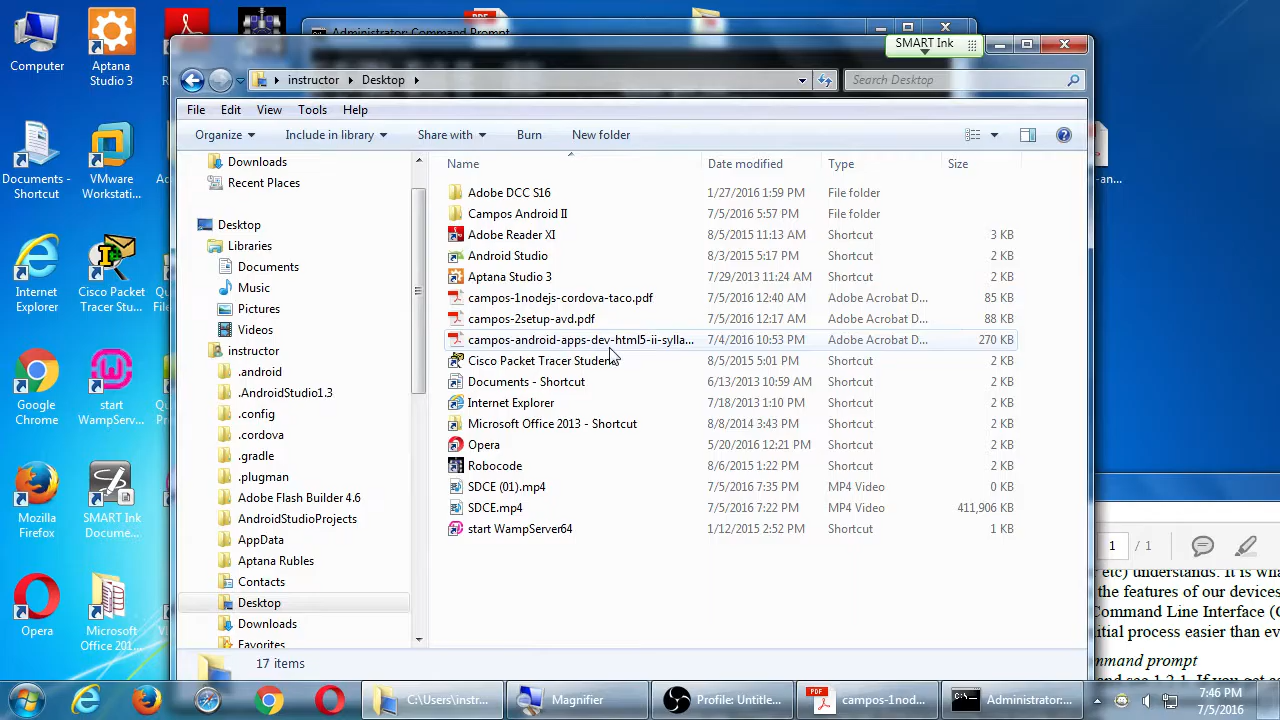 Computer
Aptana
Studio 3
Documents -
Shortcut
VMware
Workstati...
Internet
Explorer
Cisco Packet
Tracer Stu...
Google
Chrome
start
WampServ...
Mozilla
Firefox
SMART Ink
Docume...
Opera
Microsoft
Office 201...
Administrator: Command Prompt
SMART Ink
instructor
Desktop
Search Desktop
File Edit View Tools Help
Organize Include in library Share with Burn New folder
Downloads
Recent Places
Desktop
Libraries
Documents
Music
Pictures
Videos
instructor
.android
.AndroidStudio1.3
.config
.cordova
.gradle
.plugman
Adobe Flash Builder 4.6
AndroidStudioProjects
AppData
Aptana Rubles
Contacts
Desktop
Downloads
Favorites
Name Date modified Type Size
Adobe DCC S16 1/27/2016 1:59 PM File folder
Campos Android II 7/5/2016 5:57 PM File folder
Adobe Reader XI 8/5/2015 11:13 AM Shortcut 3 KB
Android Studio 8/3/2015 5:17 PM Shortcut 2 KB
Aptana Studio 3 7/29/2013 11:24 AM Shortcut 2 KB
campos-1nodejs-cordova-taco.pdf 7/5/2016 12:40 AM Adobe Acrobat D... 85 KB
campos-2setup-avd.pdf 7/5/2016 12:17 AM Adobe Acrobat D... 88 KB
campos-android-apps-dev-html5-ii-sylla... 7/4/2016 10:53 PM Adobe Acrobat D... 270 KB
Cisco Packet Tracer Student 8/5/2015 5:01 PM Shortcut 2 KB
Documents - Shortcut 6/13/2013 10:59 AM Shortcut 2 KB
Internet Explorer 7/18/2013 1:10 PM Shortcut 2 KB
Microsoft Office 2013 - Shortcut 8/8/2014 3:43 PM Shortcut 2 KB
Opera 5/20/2016 12:21 PM Shortcut 2 KB
Robocode 8/6/2015 1:22 PM Shortcut 2 KB
SDCE (01).mp4 7/5/2016 7:35 PM MP4 Video 0 KB
SDCE.mp4 7/5/2016 7:22 PM MP4 Video 411,906 KB
start WampServer64 1/12/2015 2:52 PM Shortcut 1 KB
17 items
-an...
1 / 1
etc) understands. It is wha
the features of our devices
Command Line Interface (C
itial process easier than ev
mmand prompt
and see 1.2.1. If you get a
C:\Users\instr...
Magnifier
Profile: Untitle...
PDF
campos-1nod...
Administrator:...
7:46 PM
7/5/2016